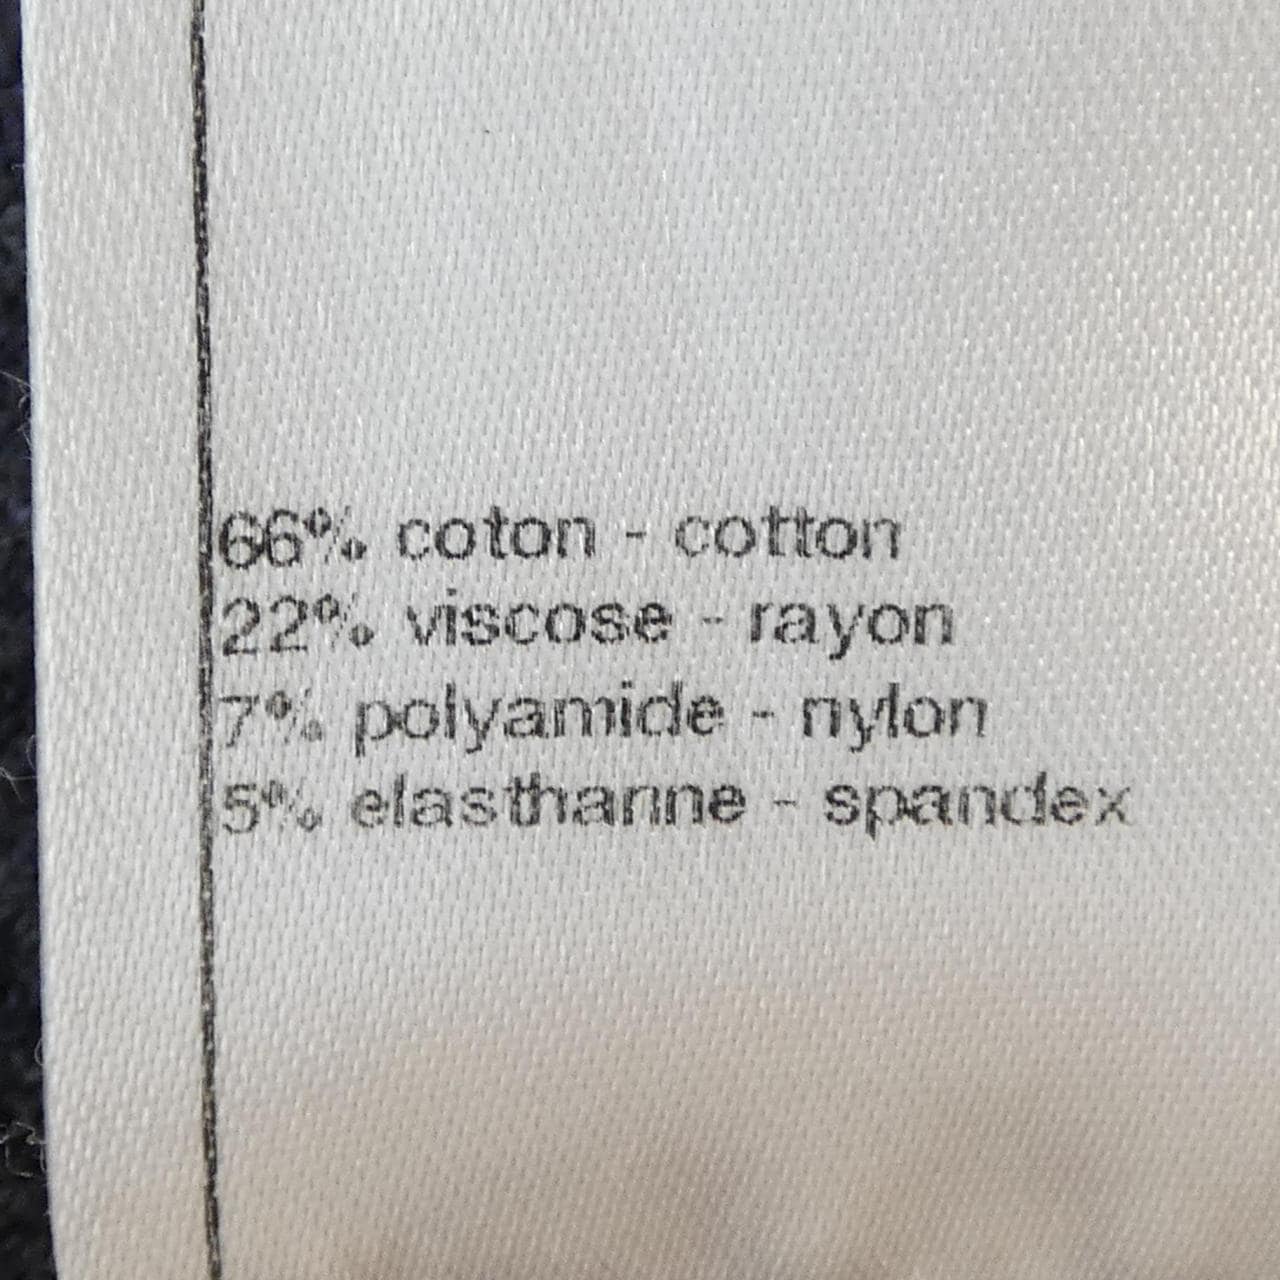 66% coton - cotton
22% viscose - rayon
7% polyamide - nylon
5% elasthanne - spandex